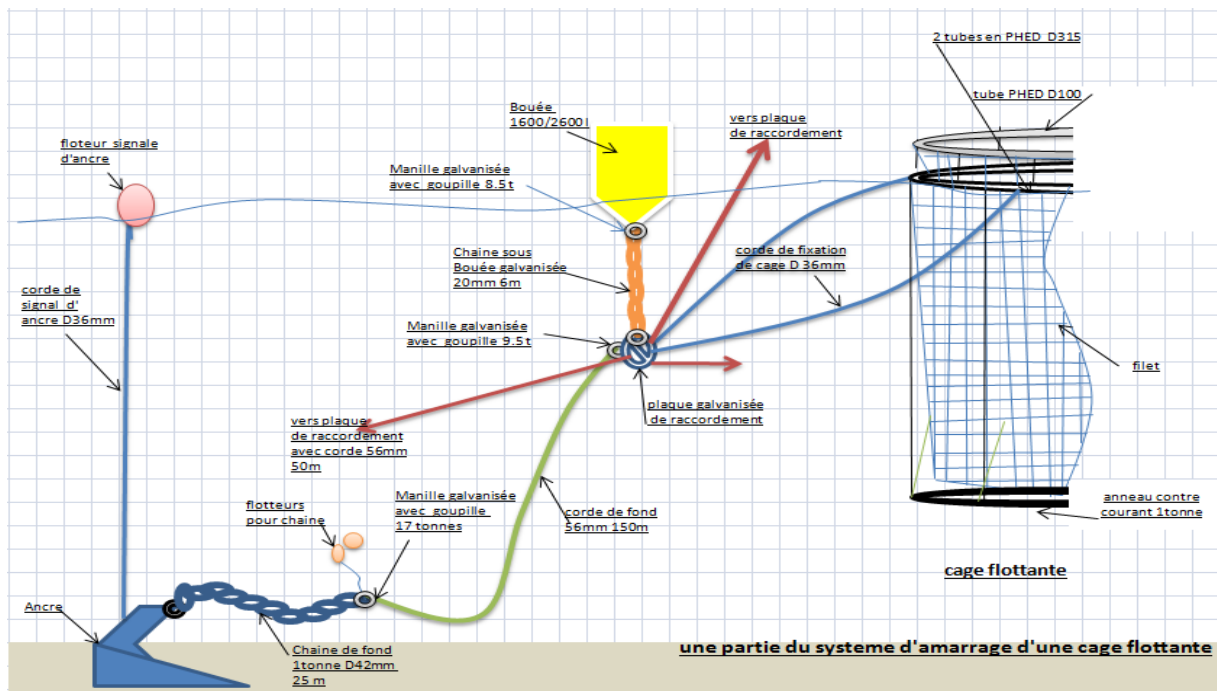 2 tubes en PHED D315
tube PHED D100
Bouée
1600/2600 l
vers plaque
de raccordement
floteur signale
d'ancre
Manille galvanisée
avec goupille 8.5t
Chaine sous
Bouée galvanisée
20mm 6m
corde de fixation
de cage D 36mm
corde de
signal d'
ancre D36mm
Manille galvanisée
avec goupille 9.5t
filet
plaque galvanisée
de raccordement
vers plaque
de raccordement
avec corde 56mm
50m
Manille galvanisée
avec goupille
17 tonnes
flotteurs
pour chaine
corde de fond
56mm 150m
anneau contre
courant 1tonne
cage flottante
Ancre
Chaine de fond
1tonne D42mm
25 m
une partie du systeme d'amarrage d'une cage flottante